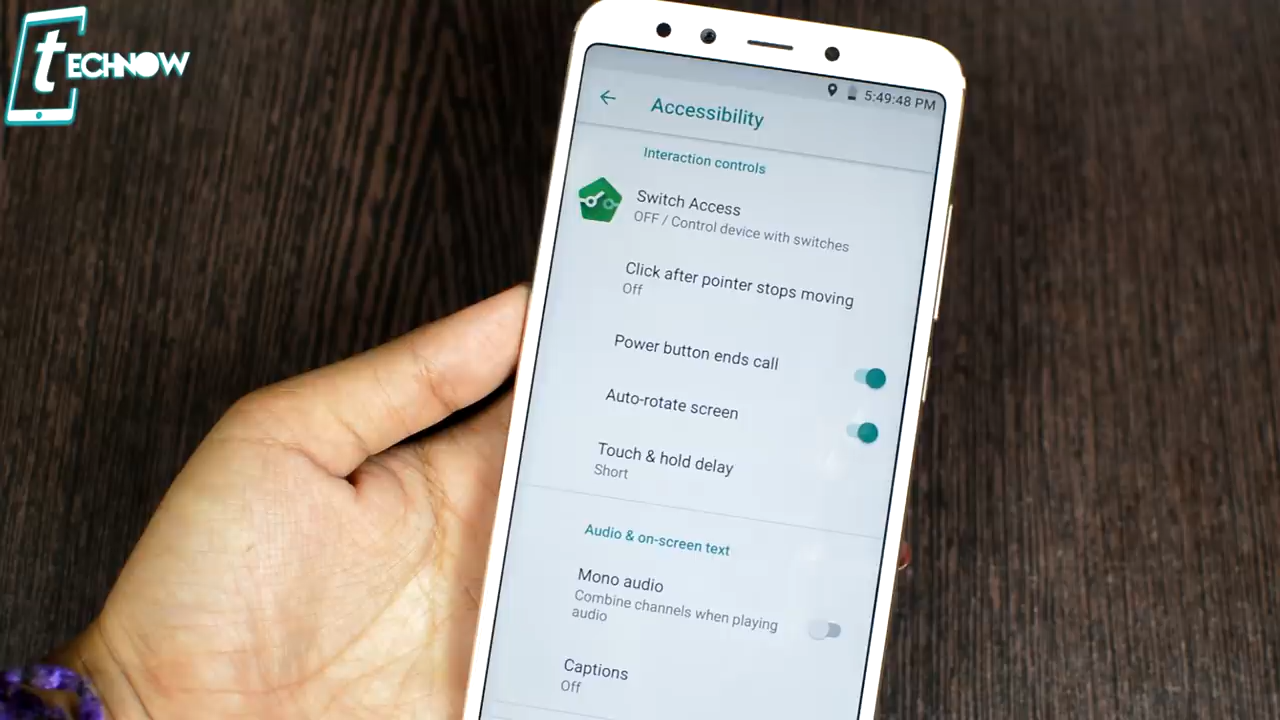 tECHNOW
5:49:48 PM
Accessibility
Interaction controls
Switch Access
OFF / Control device with switches
Click after pointer stops moving
Off
Power button ends call
Auto-rotate screen
Touch & hold delay
Short
Audio & on-screen text
Mono audio
Combine channels when playing
audio
Captions
Off